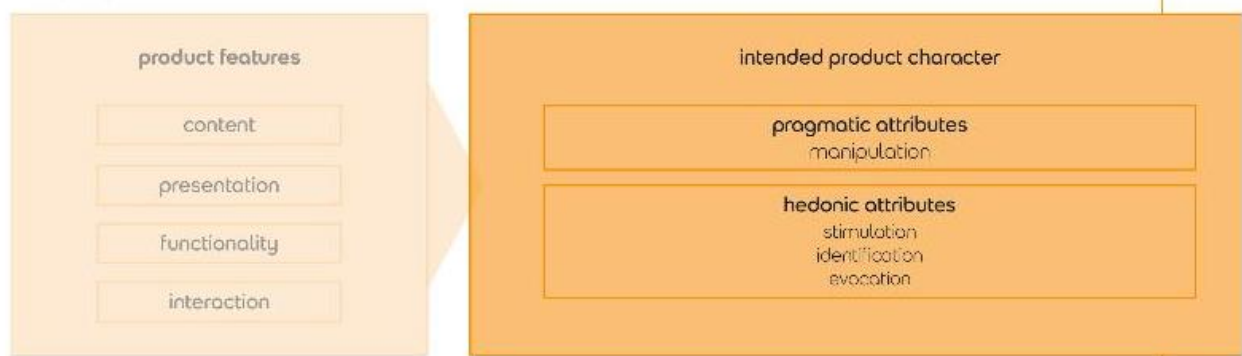 product features
content
presentation
functionality
interaction
intended product character
pragmatic attributes
manipulation
hedonic attributes
stimulation
identification
evocation